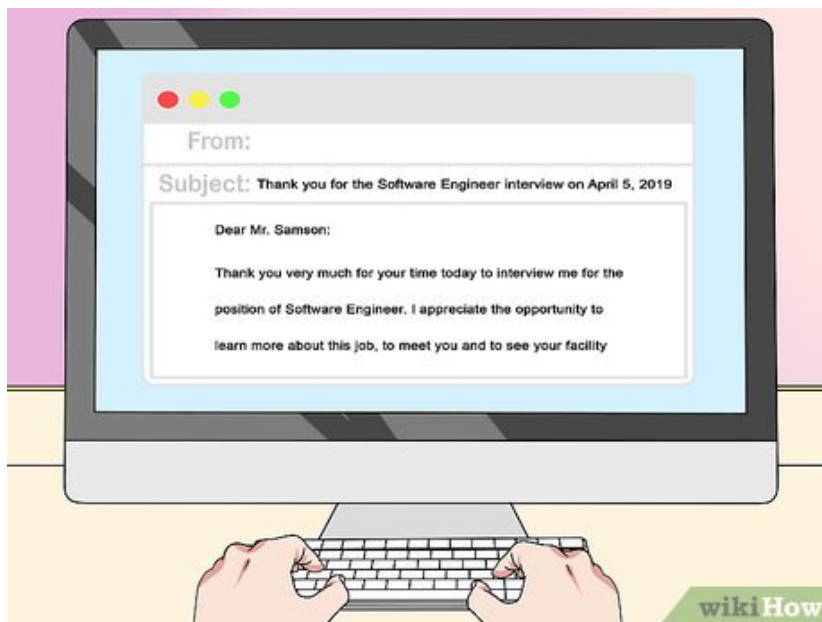 From:
Subject: Thank you for the Software Engineer interview on April 5, 2019
Dear Mr. Samson:
Thank you very much for your time today to interview me for the
position of Software Engineer. I appreciate the opportunity to
learn more about this job, to meet you and to see your facility
wikiHow